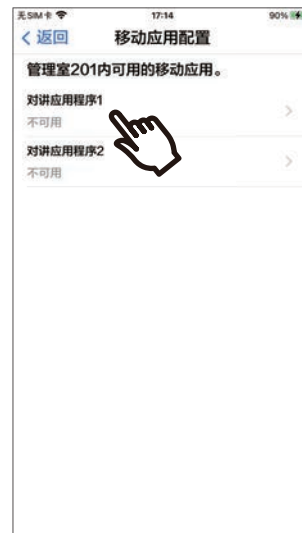 无SIM卡 17:14 90%
返回 移动应用配置
管理室201内可用的移动应用。
对讲应用程序1
不可用
对讲应用程序2
不可用